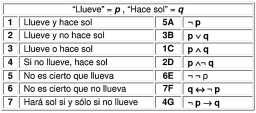 “Llueve” = p , “Hace sol” = q
1 Llueve y hace sol 5A ¬ p
2 Llueve y no hace sol 3B p ∨ q
3 Llueve o hace sol 1C p ∧ q
4 Si no llueve, hace sol 2D p ∧¬ q
5 No es cierto que llueva 6E ¬ ¬ p
6 No es cierto que no llueva 7F q ↔¬ p
7 Hará sol si y sólo si no llueve 4G ¬ p → q